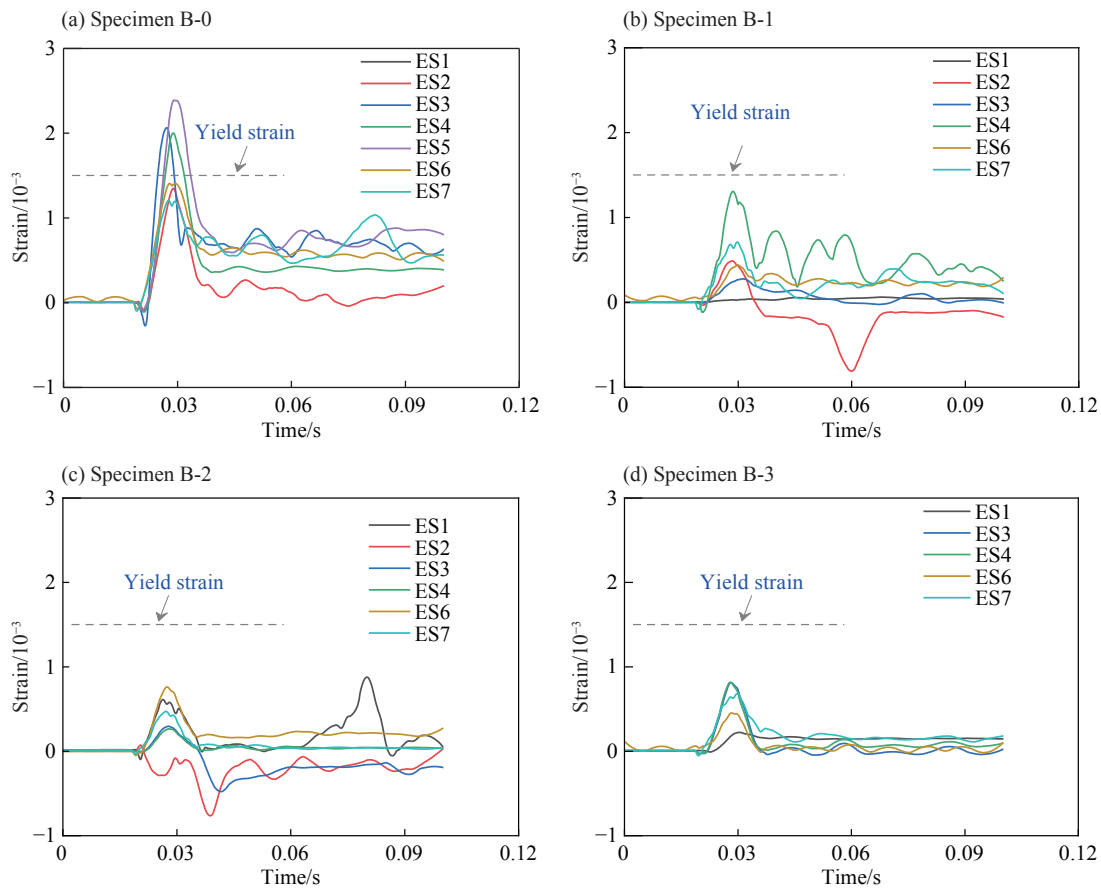 (a) Specimen B-0
3
2
1
0
−1
Strain/10⁻³
0
0.03
0.06
0.09
0.12
Time/s
Yield strain
ES1
ES2
ES3
ES4
ES5
ES6
ES7
(b) Specimen B-1
3
2
1
0
−1
Strain/10⁻³
0
0.03
0.06
0.09
0.12
Time/s
Yield strain
ES1
ES2
ES3
ES4
ES6
ES7
(c) Specimen B-2
3
2
1
0
−1
Strain/10⁻³
0
0.03
0.06
0.09
0.12
Time/s
Yield strain
ES1
ES2
ES3
ES4
ES6
ES7
(d) Specimen B-3
3
2
1
0
−1
Strain/10⁻³
0
0.03
0.06
0.09
0.12
Time/s
Yield strain
ES1
ES3
ES4
ES6
ES7